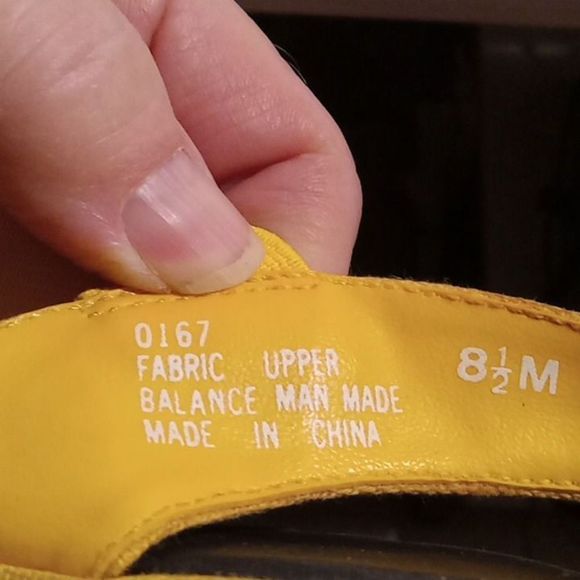 0167
FABRIC UPPER
BALANCE MAN MADE
MADE IN CHINA
8½M